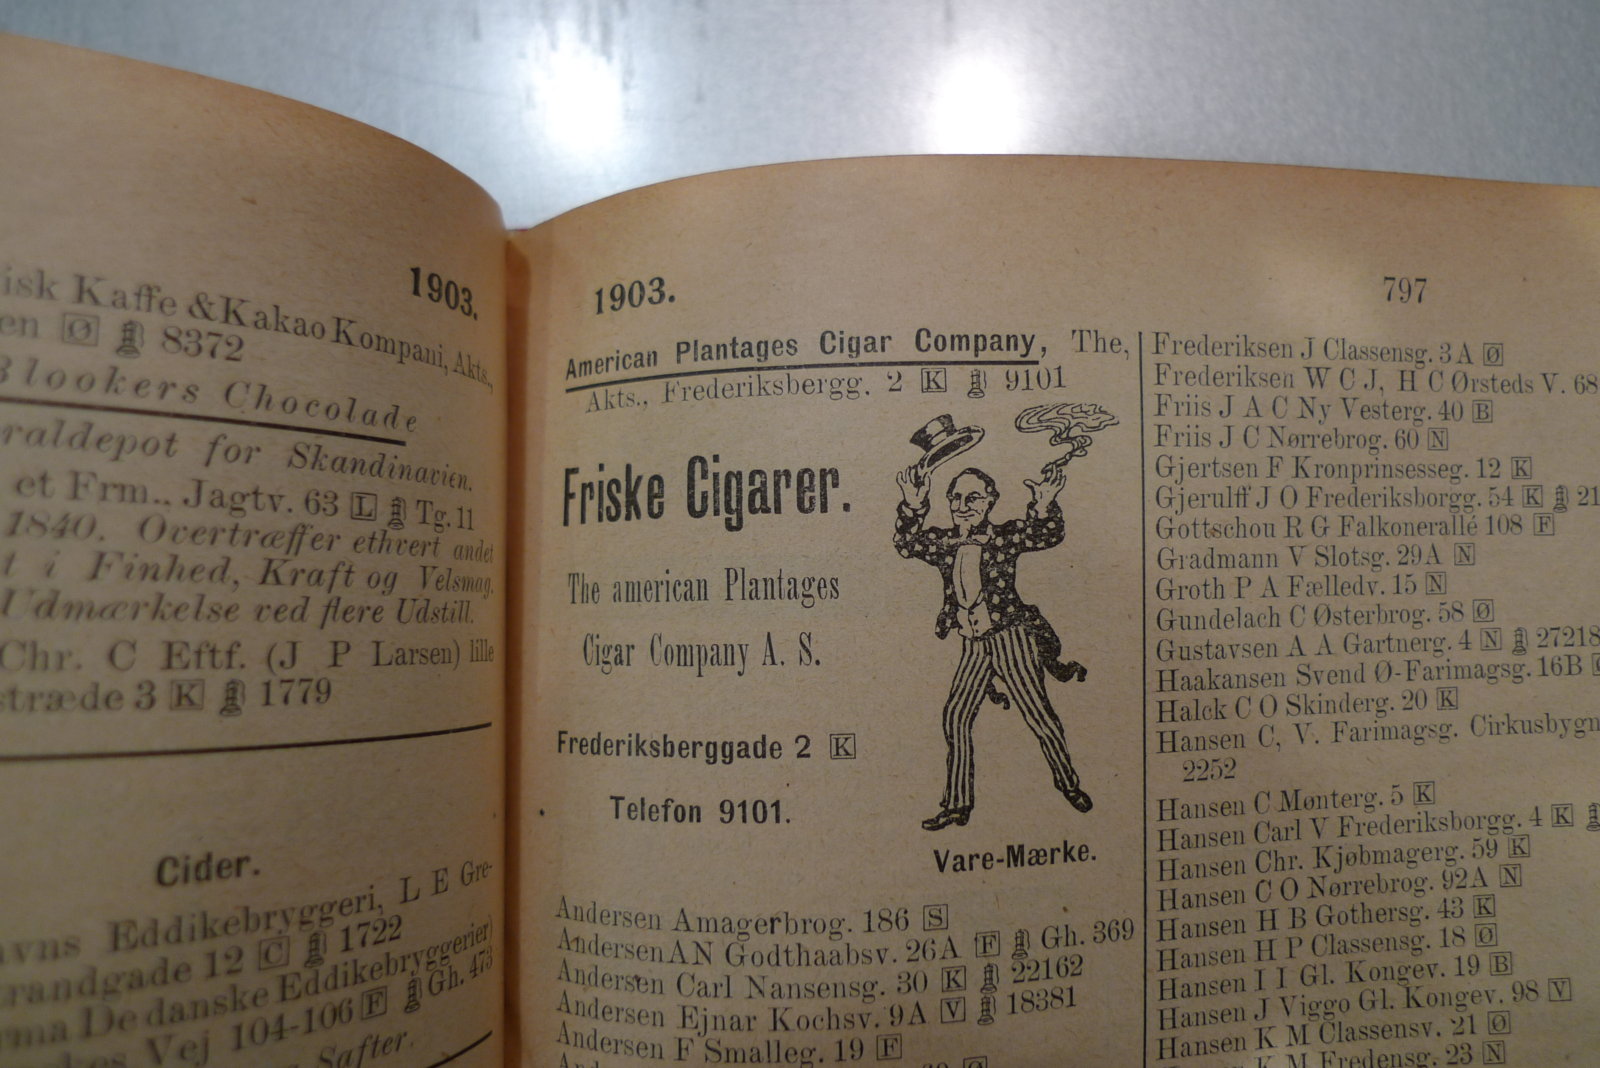 1903.
isk Kaffe & Kakao Kompani, Akts.,
en Ø 8372
Blookers Chocolade
raldepot for Skandinavien.
et Frm.., Jagtv. 63 L Tg. 11
1840. Overtræffer ethvert andet
t i Finhed, Kraft og Velsmag.
Udmærkelse ved flere Udstill.
Chr. C Eftf. (J P Larsen) lille
stræde 3 K 1779
Cider.
avns Eddikebryggeri, L E Gre-
trandgade 12 C 1722
rma De danske Eddikebryggerier)
Vej 104-106 F Gh. 473
Safter.
1903.
797
American Plantages Cigar Company, The,
Akts., Frederiksbergg. 2 K 9101
Friske Cigarer.
The american Plantages
Cigar Company A. S.
Frederiksberggade 2 K
Telefon 9101.
Vare-Mærke.
Andersen Amagerbrog. 186 S
Andersen A N Godthaabsv. 26A F Gh. 369
Andersen Carl Nansensg. 30 K 22162
Andersen Ejnar Kochsv. 9A V 18381
Andersen F Smalleg. 19 F
Frederiksen J Classensg. 3A Ø
Frederiksen W C J, H C Ørsteds V. 68
Friis J A C Ny Vesterg. 40 B
Friis J C Nørrebrog. 60 N
Gjertsen F Kronprinsesseg. 12 K
Gjerulff J O Frederiksborgg. 54 K 21
Gottschou R G Falkonerallé 108 F
Gradmann V Slotsg. 29A N
Groth P A Fælledv. 15 N
Gundelach C Østerbrog. 58 Ø
Gustavsen A A Gartnerg. 4 N 27218
Haakansen Svend Ø-Farimagsg. 16B
Halck C O Skinderg. 20 K
Hansen C, V. Farimagsg. Cirkusbygn
2252
Hansen C Mønterg. 5 K
Hansen Carl V Frederiksborgg. 4 K
Hansen Chr. Kjøbmagerg. 59 K
Hansen C O Nørrebrog. 92A N
Hansen H B Gothersg. 43 K
Hansen H P Classensg. 18 Ø
Hansen I I Gl. Kongev. 19 B
Hansen J Viggo Gl. Kongev. 98 V
Hansen K M Classensv. 21 Ø
K M Fredensg. 23 N